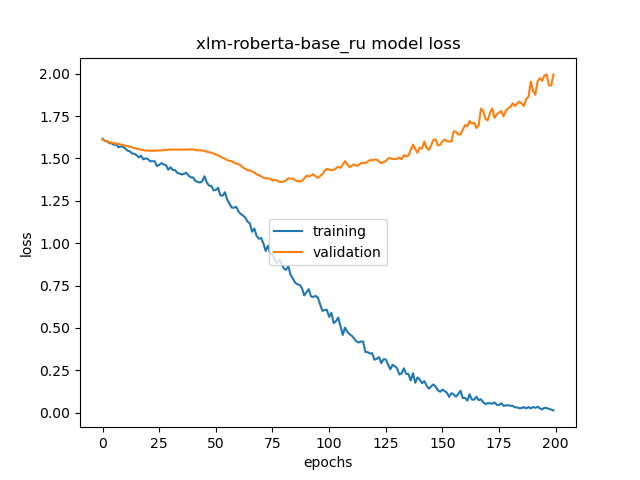 xlm-roberta-base_ru model loss
2.00
1.75
1.50
1.25
1.00
0.75
0.50
0.25
0.00
loss
training
validation
0 25 50 75 100 125 150 175 200
epochs